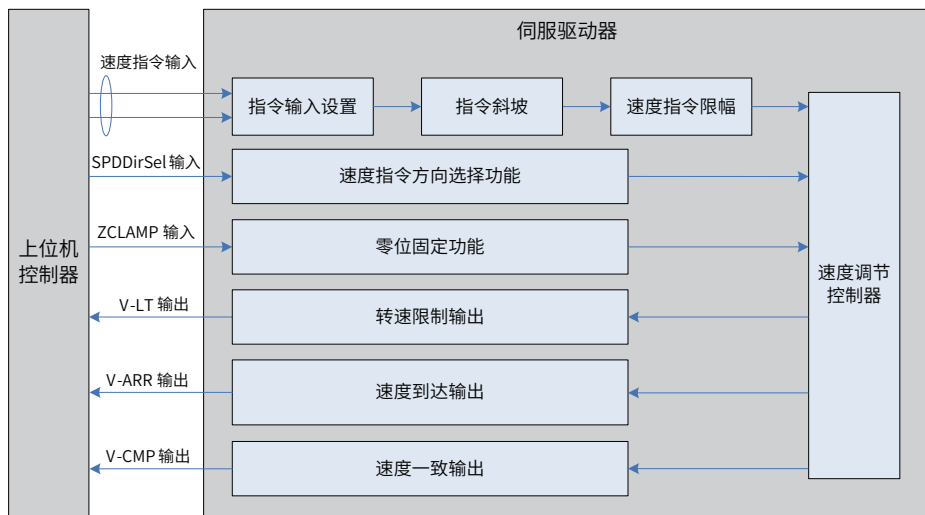 伺服驱动器
速度指令输入
指令输入设置
指令斜坡
速度指令限幅
SPDDirSel 输入
速度指令方向选择功能
ZCLAMP 输入
零位固定功能
上位机
控制器
速度调节
控制器
V-LT 输出
转速限制输出
V-ARR 输出
速度到达输出
V-CMP 输出
速度一致输出